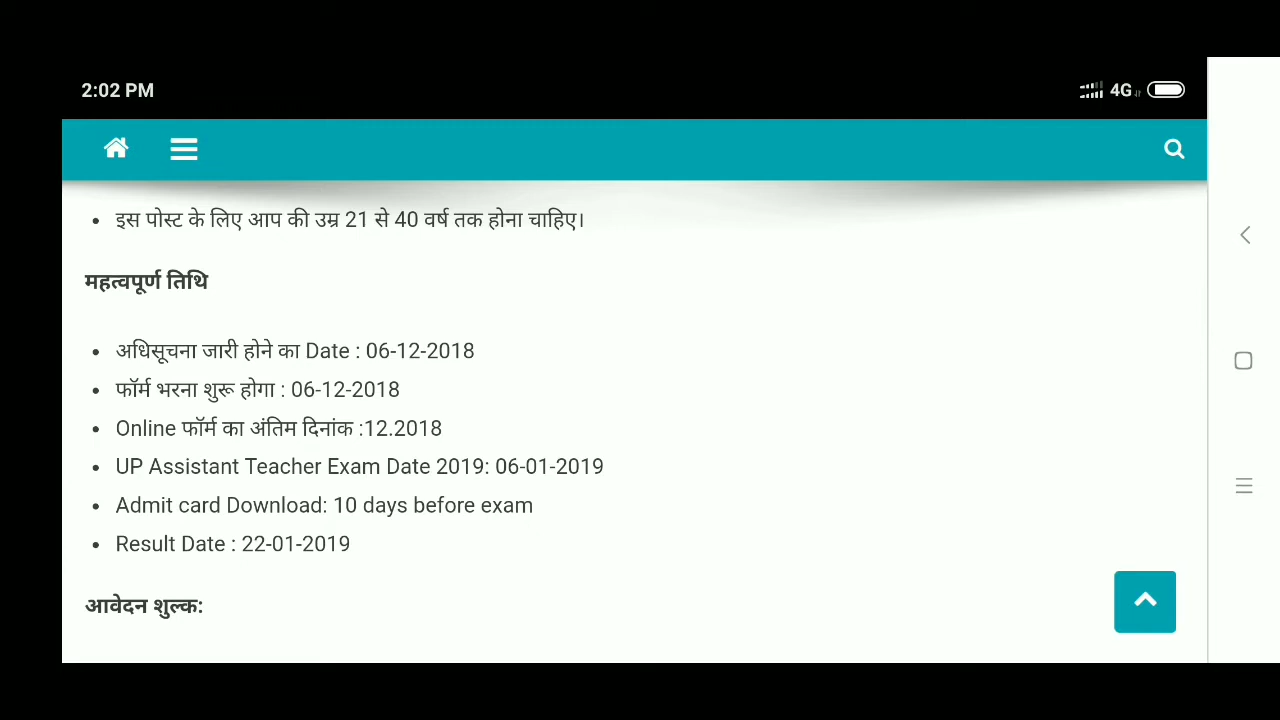 2:02 PM
4G
इस पोस्ट के लिए आप की उम्र 21 से 40 वर्ष तक होना चाहिए।
महत्वपूर्ण तिथि
अधिसूचना जारी होने का Date : 06-12-2018
फॉर्म भरना शुरू होगा : 06-12-2018
Online फॉर्म का अंतिम दिनांक :12.2018
UP Assistant Teacher Exam Date 2019: 06-01-2019
Admit card Download: 10 days before exam
Result Date : 22-01-2019
आवेदन शुल्क: